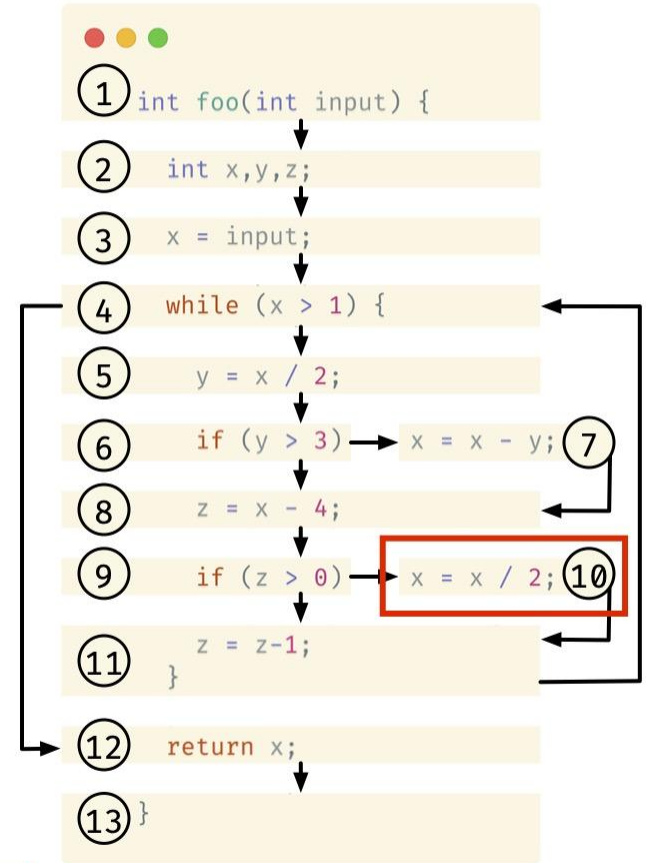 1 int foo(int input) {
2 int x,y,z;
3 x = input;
4 while (x > 1) {
5 y = x / 2;
6 if (y > 3) x = x - y; 7
8 z = x - 4;
9 if (z > 0) x = x / 2; 10
11 z = z-1;
}
12 return x;
13 }